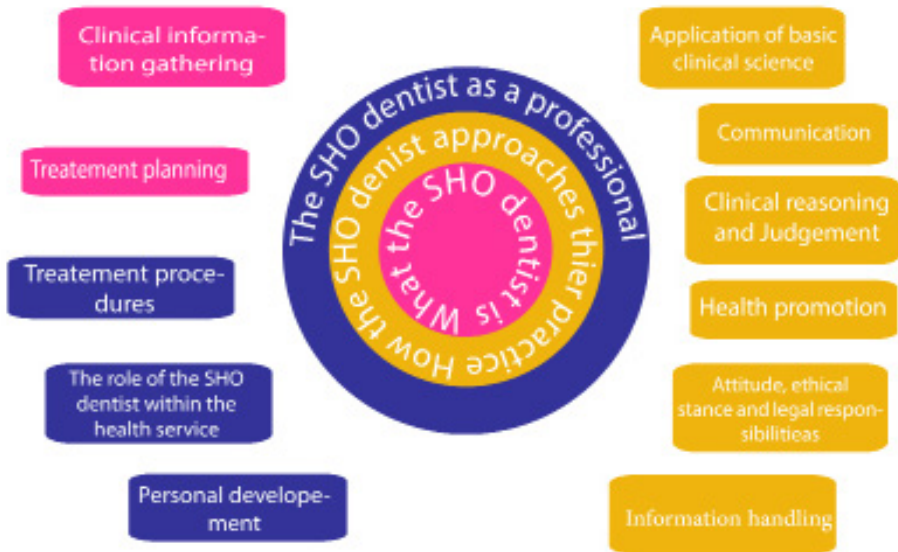 Clinical informa-
tion gathering
Treatement planning
Treatement proce-
dures
The role of the SHO
dentist within the
health service
Personal develope-
ment
The SHO dentist as a professional
How the SHO denist approaches thier practice
What the SHO dentist is
Application of basic
clinical science
Communication
Clinical reasoning
and Judgement
Health promotion
Attitude, ethical
stance and legal respon-
sibilitieas
Information handling